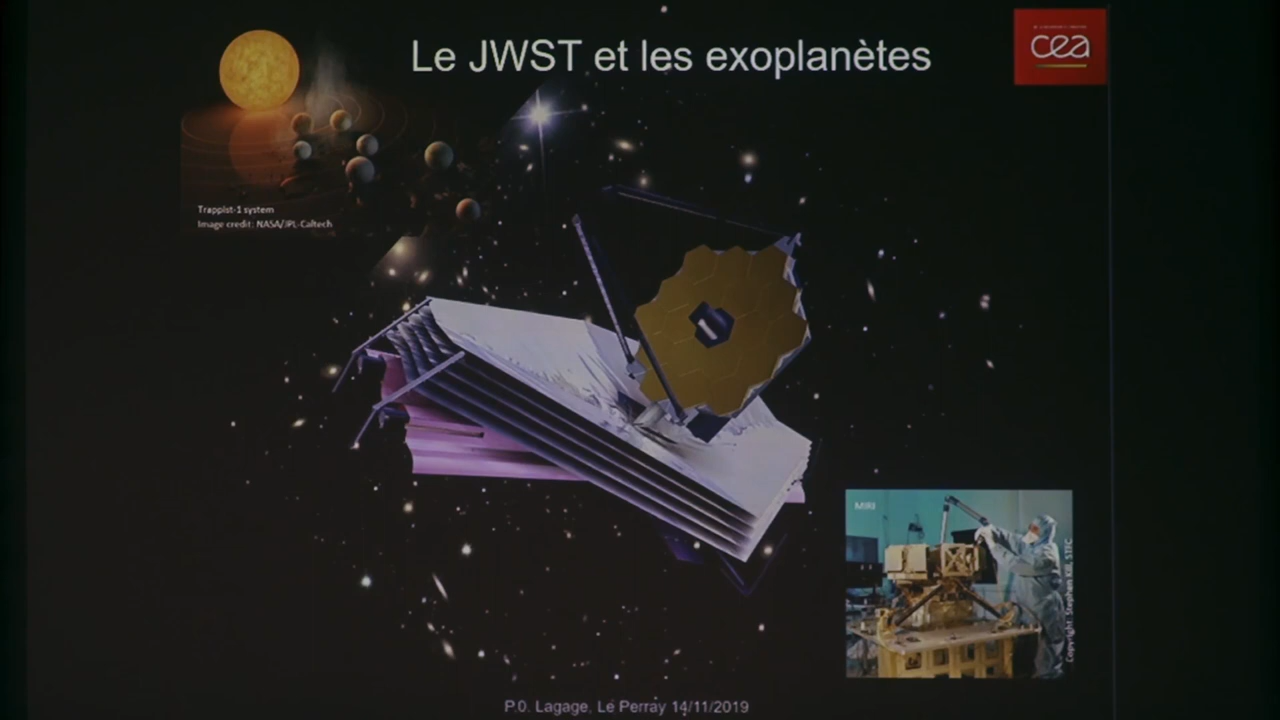 Le JWST et les exoplanètes
cea
Trappist-1 system
Image credit: NASA/JPL-Caltech
MIRI
Copyright: Stephen Kill, STFC
P.O. Lagage, Le Perray 14/11/2019